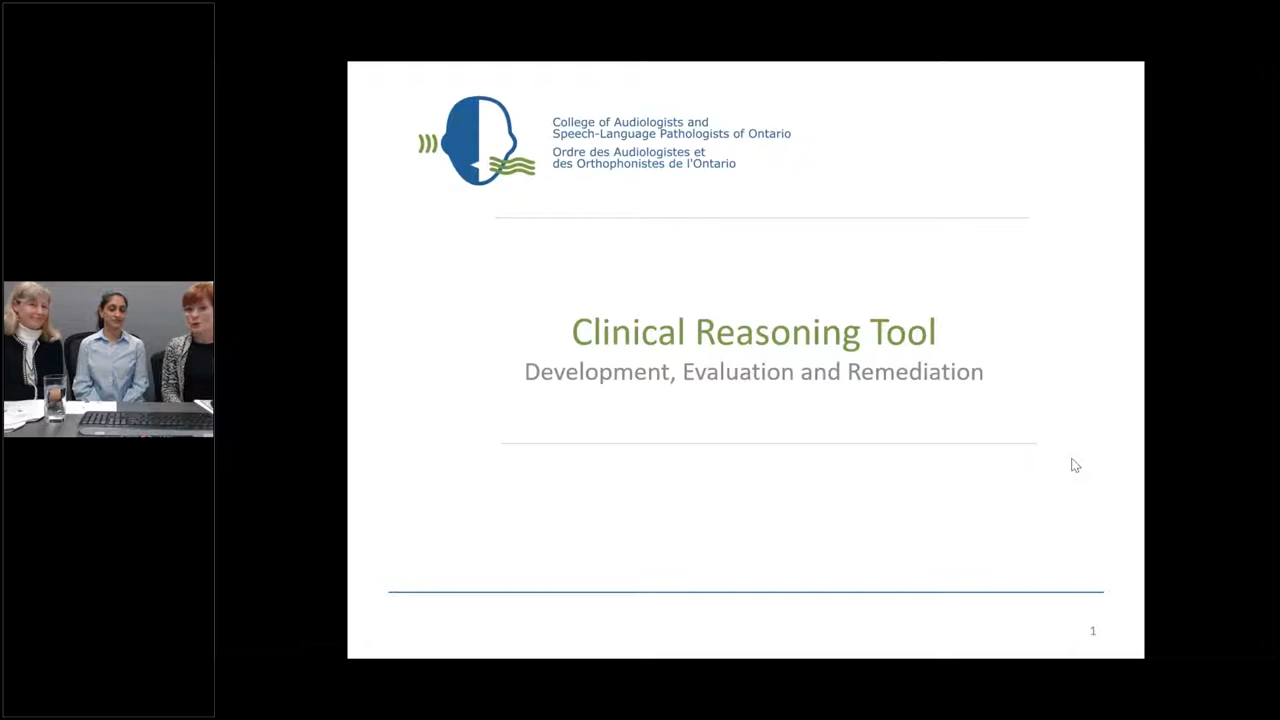 College of Audiologists and
Speech-Language Pathologists of Ontario
Ordre des Audiologistes et
des Orthophonistes de l'Ontario
Clinical Reasoning Tool
Development, Evaluation and Remediation
1